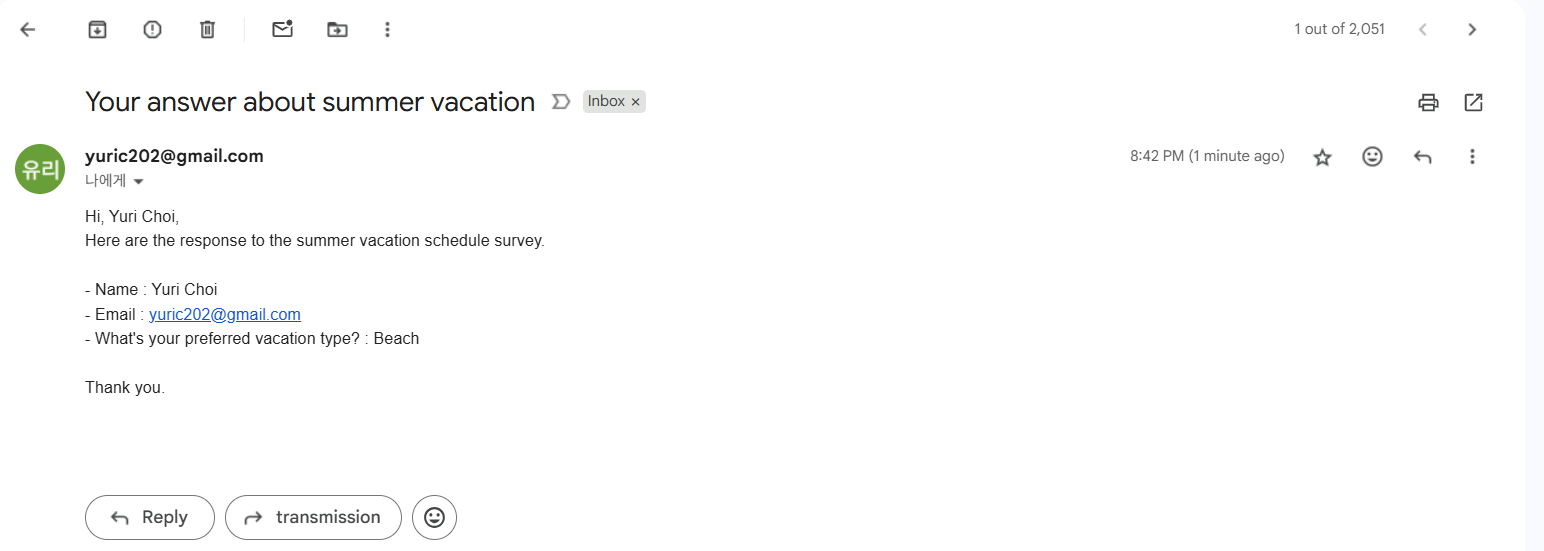 1 out of 2,051
Your answer about summer vacation
Inbox ×
유리
yuric202@gmail.com
8:42 PM (1 minute ago)
나에게
Hi, Yuri Choi,
Here are the response to the summer vacation schedule survey.
- Name : Yuri Choi
- Email : yuric202@gmail.com
- What's your preferred vacation type? : Beach
Thank you.
Reply
transmission